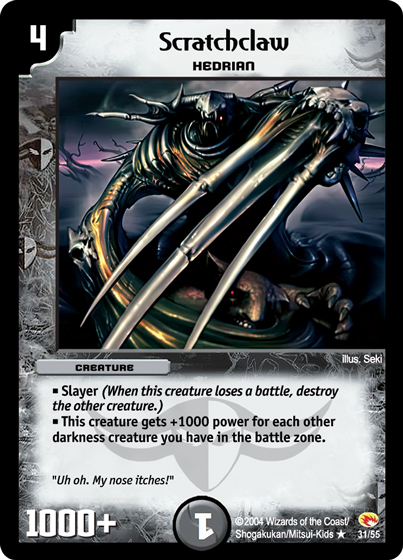 4
Scratchclaw
HEDRIAN
illus. Seki
CREATURE
▪ Slayer (When this creature loses a battle, destroy
the other creature.)
▪ This creature gets +1000 power for each other
darkness creature you have in the battle zone.
"Uh oh. My nose itches!"
1000+
1
©2004 Wizards of the Coast/
Shogakukan/Mitsui-Kids ★ 31/55